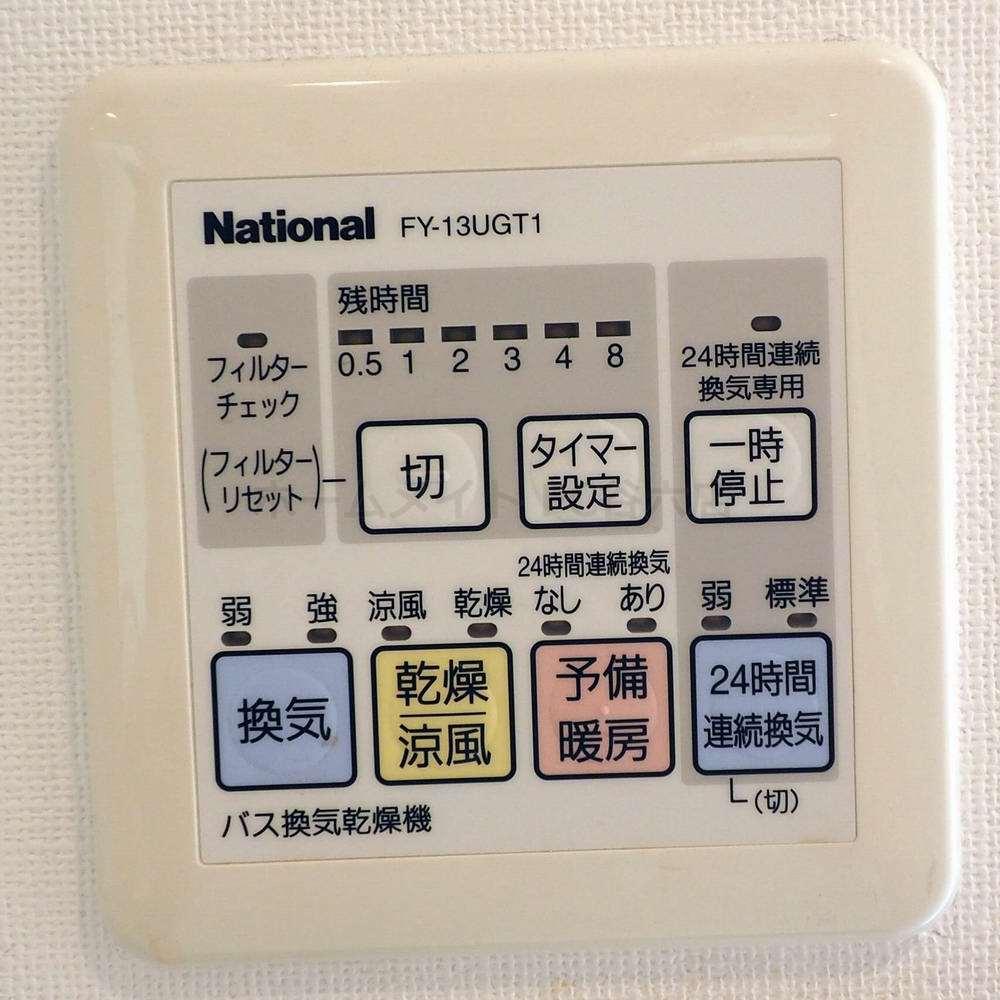 National FY-13UGT1
残時間
0.5 1 2 3 4 8
フィルター
チェック
(フィルター
リセット)
切
タイマー
設定
24時間連続
換気専用
一時
停止
24時間連続換気
弱 強 涼風 乾燥 なし あり 弱 標準
換気
乾燥
涼風
予備
暖房
24時間
連続換気
(切)
バス換気乾燥機